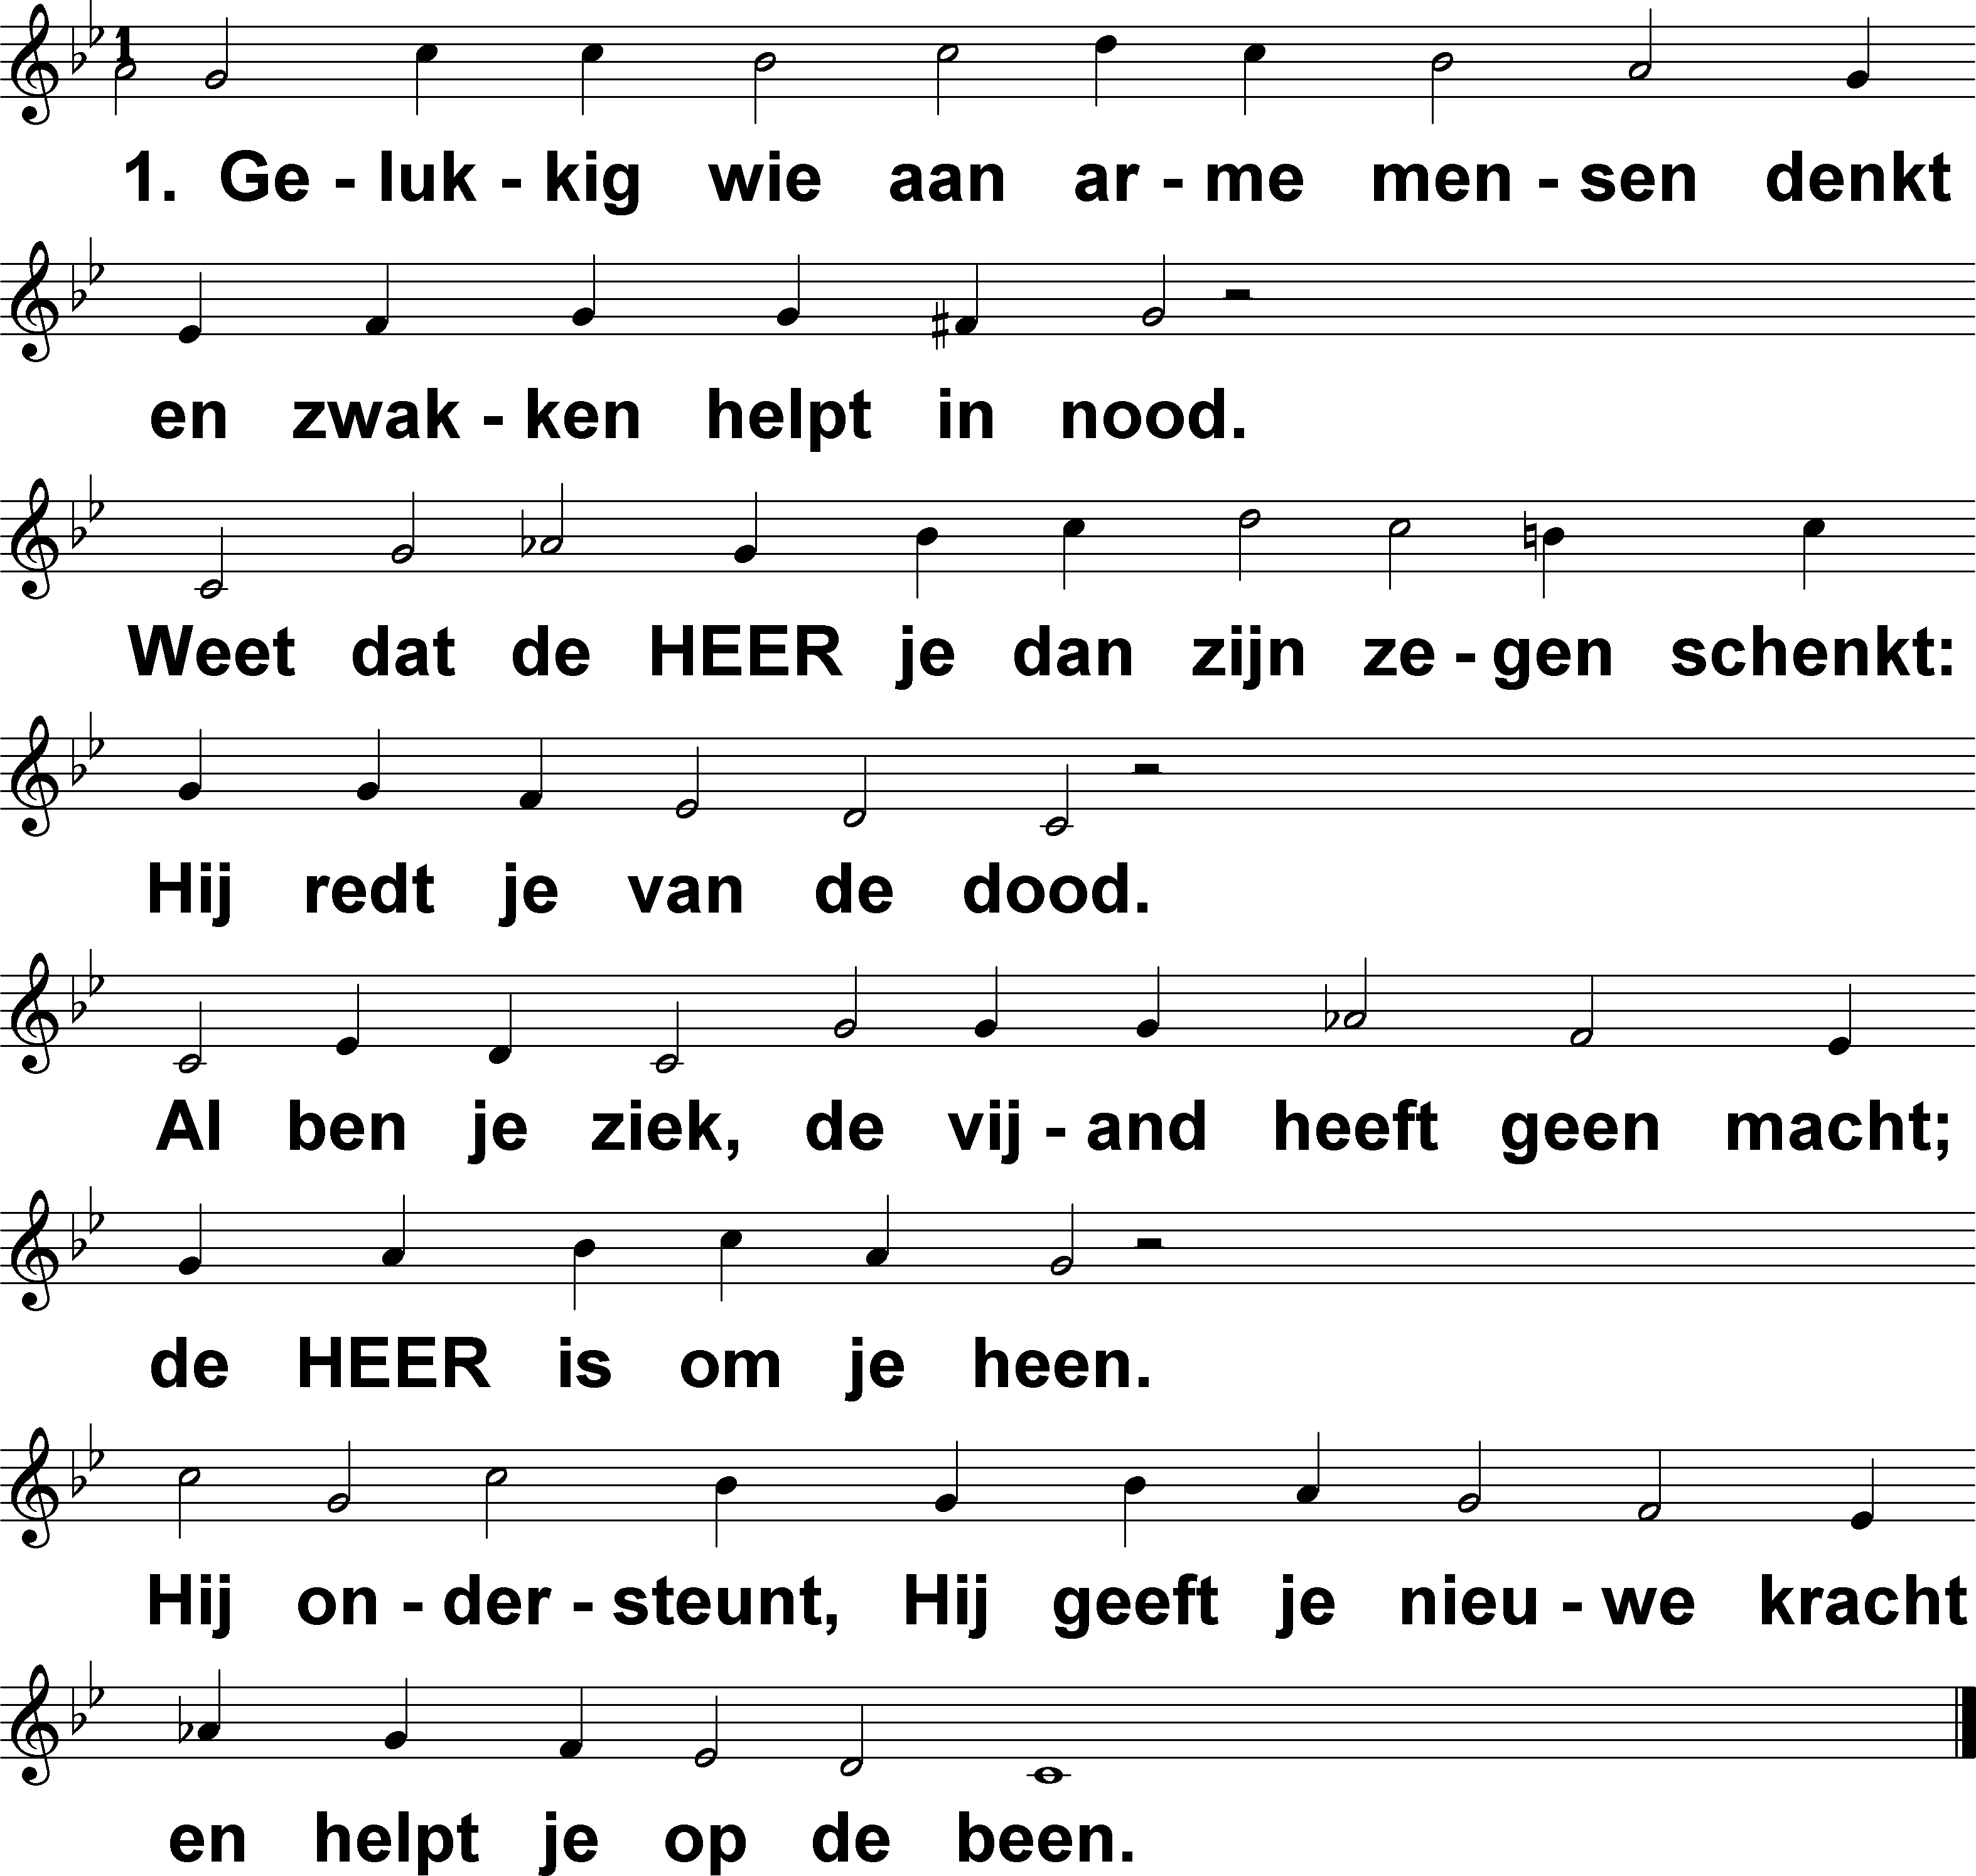 1
1. Ge - luk - kig wie aan ar - me men - sen denkt
en zwak - ken helpt in nood.
Weet dat de HEER je dan zijn ze - gen schenkt:
Hij redt je van de dood.
Al ben je ziek, de vij - and heeft geen macht;
de HEER is om je heen.
Hij on - der - steunt, Hij geeft je nieu - we kracht
en helpt je op de been.